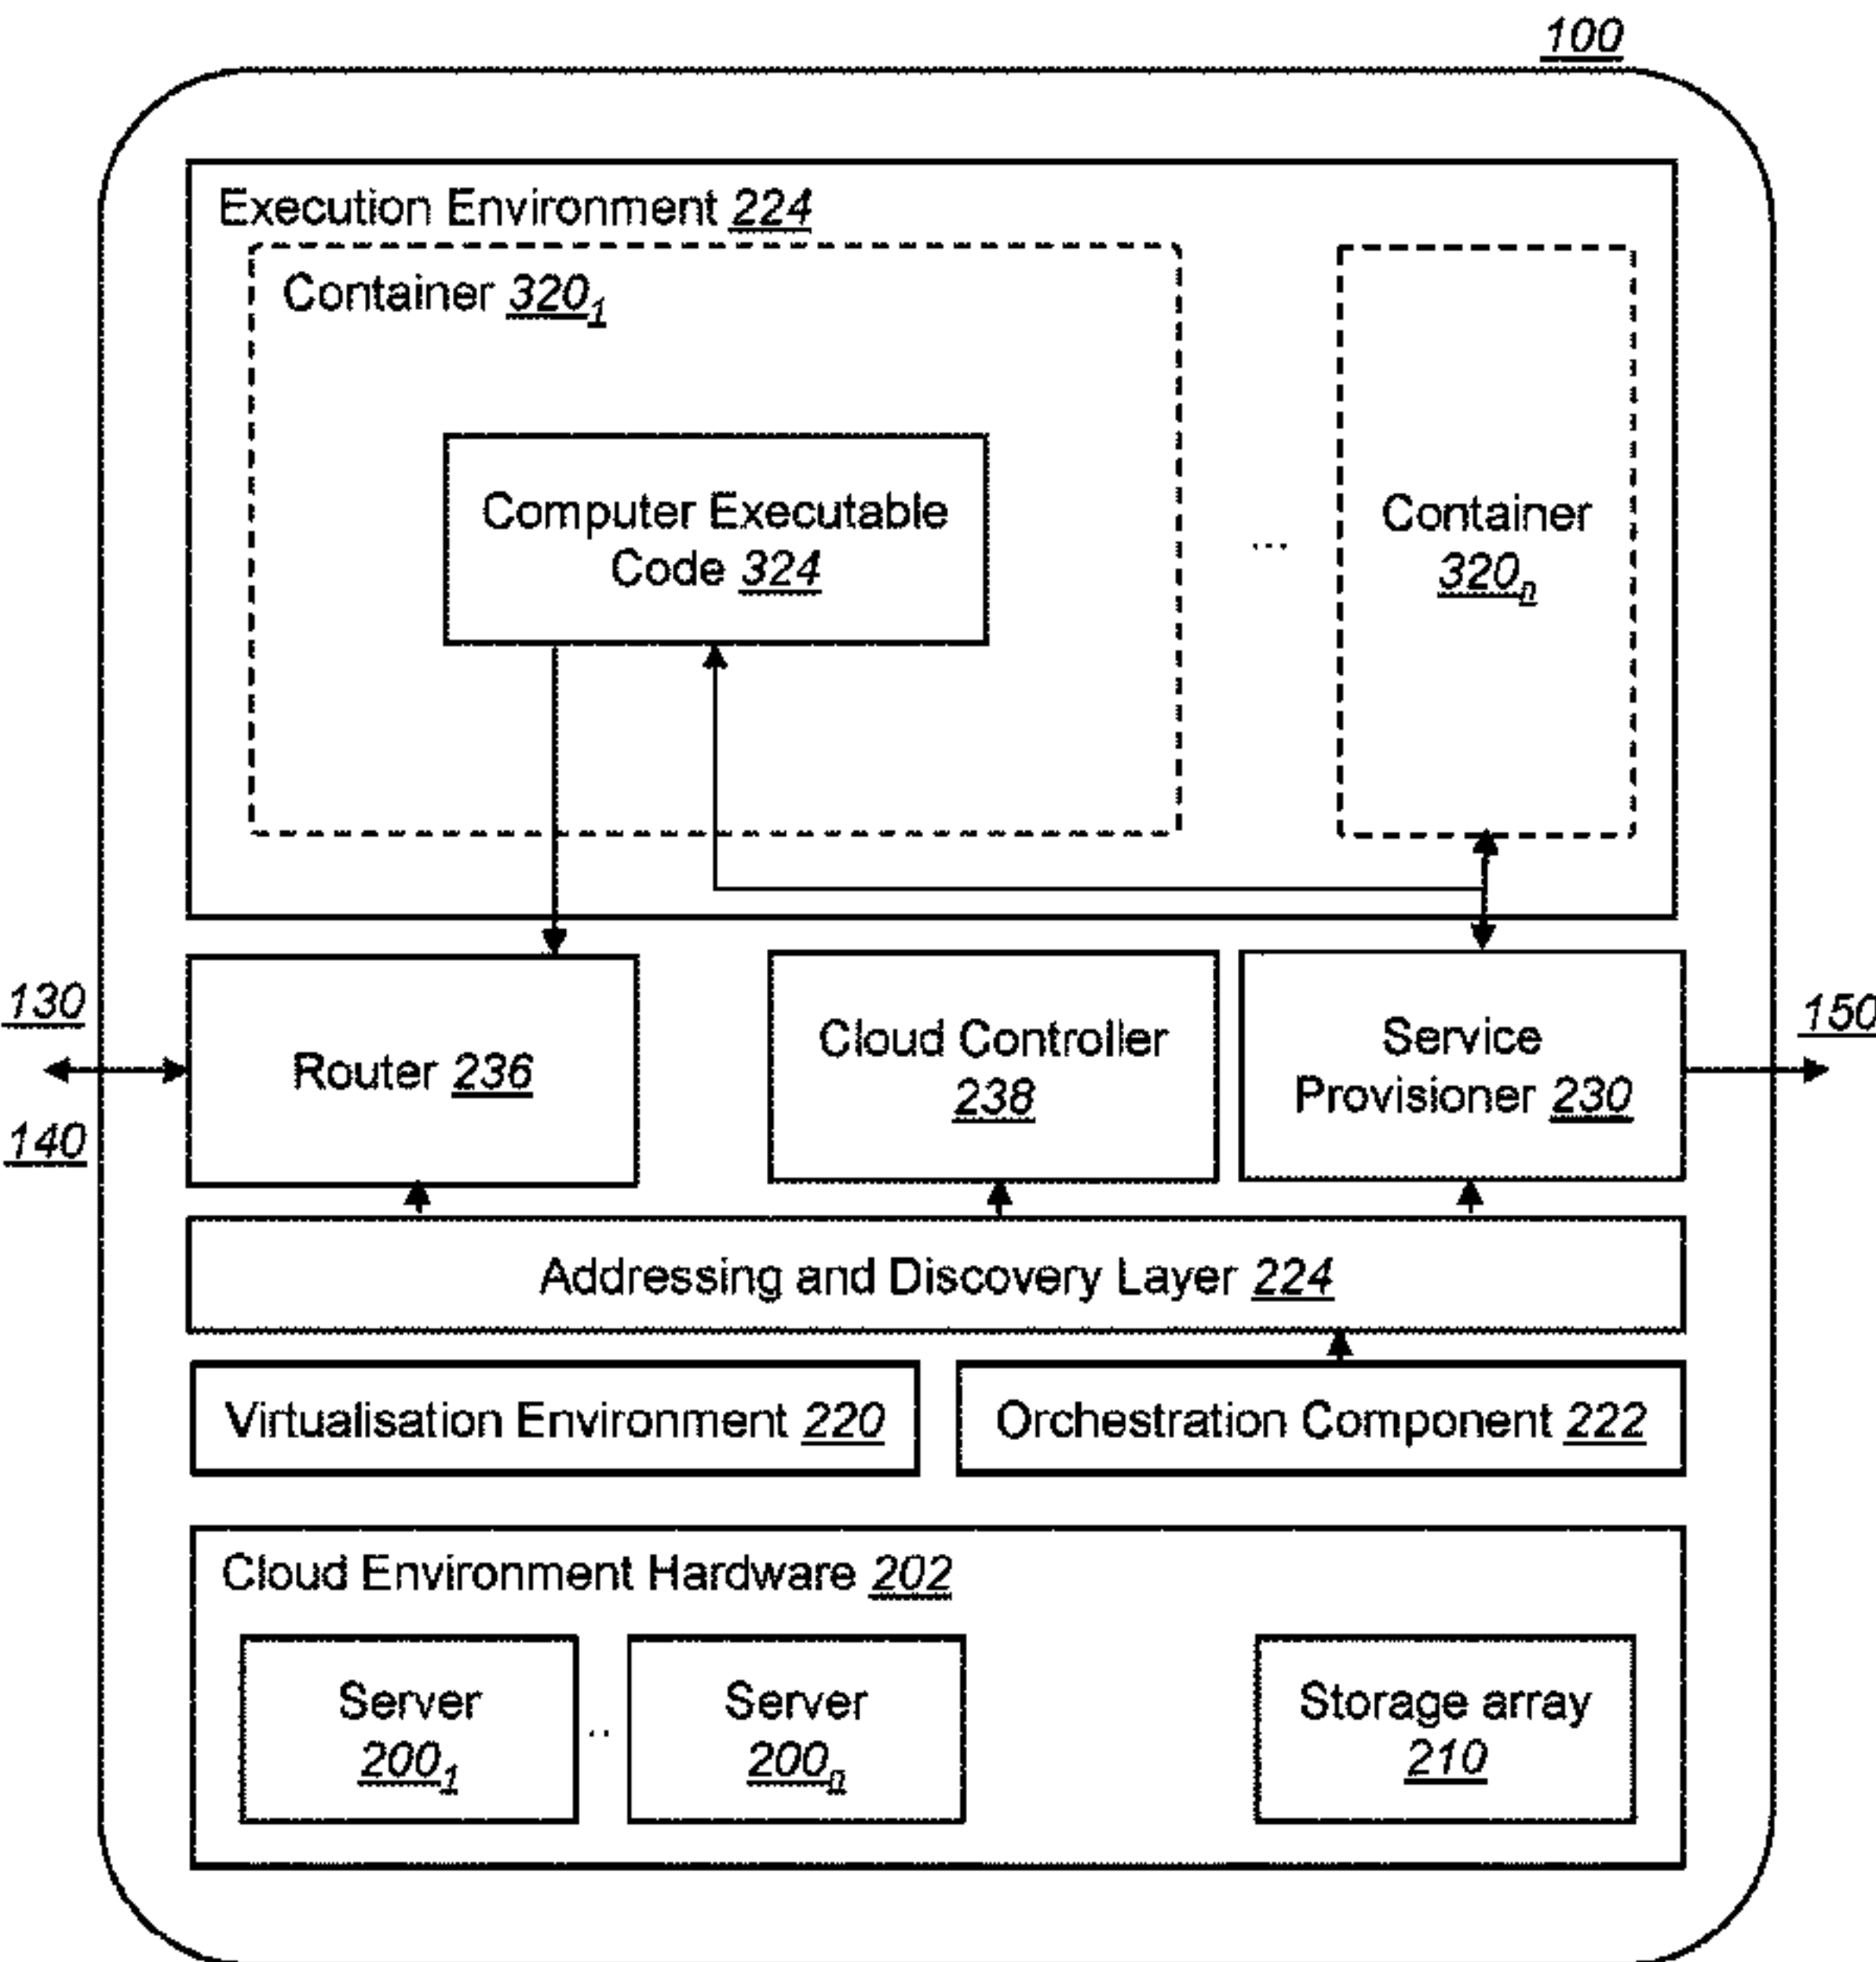 100
Execution Environment 224
Container 320₁
Computer Executable
Code 324
...
Container
320ₙ
130
140
Router 236
Cloud Controller
238
Service
Provisioner 230
150
Addressing and Discovery Layer 224
Virtualisation Environment 220
Orchestration Component 222
Cloud Environment Hardware 202
Server
200₁
..
Server
200ₙ
Storage array
210